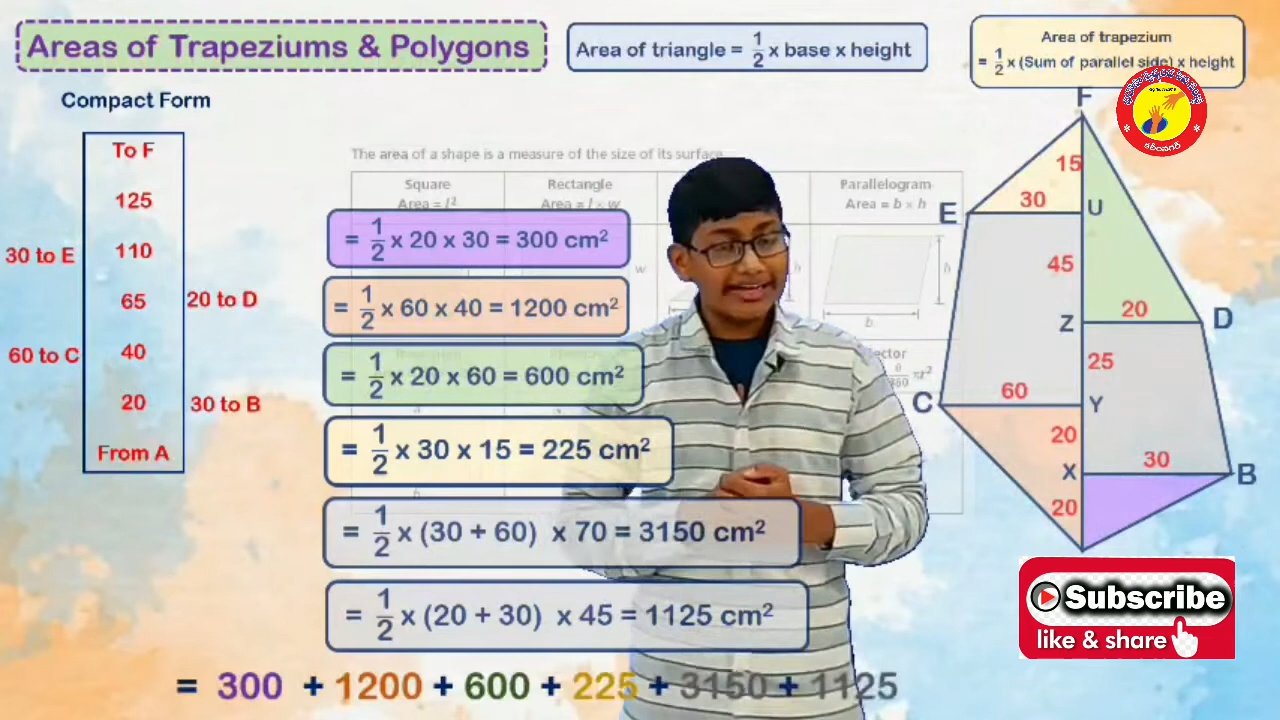 Areas of Trapeziums & Polygons
Area of triangle = 1/2 x base x height
Area of trapezium
= 1/2 x (Sum of parallel side) x height
Compact Form
To F
125
110
65
40
20
From A
30 to E
60 to C
20 to D
30 to B
The area of a shape is a measure of the size of its surface
Square
Area = l²
Rectangle
Area = l × w
Parallelogram
Area = b × h
w
h
h
b
= 1/2 x 20 x 30 = 300 cm²
= 1/2 x 60 x 40 = 1200 cm²
= 1/2 x 20 x 60 = 600 cm²
= 1/2 x 30 x 15 = 225 cm²
= 1/2 x (30 + 60) x 70 = 3150 cm²
= 1/2 x (20 + 30) x 45 = 1125 cm²
= 300 + 1200 + 600 + 225 + 3150 + 1125
F
15
30
E
U
45
20
Z
D
25
60
C
Y
20
X
30
B
20
కరీంనగర్
Subscribe
like & share